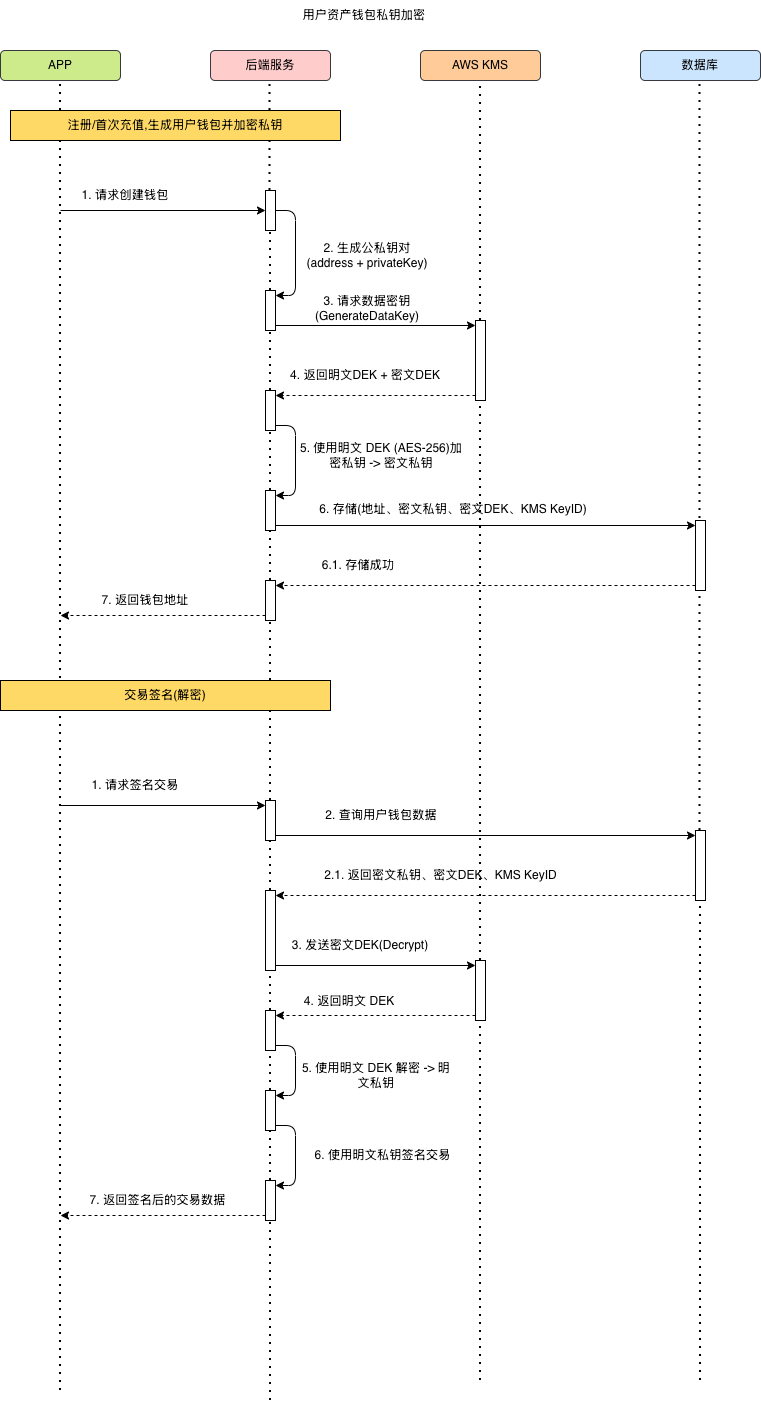 用户资产钱包私钥加密
APP
后端服务
AWS KMS
数据库
注册/首次充值,生成用户钱包并加密私钥
1. 请求创建钱包
2. 生成公私钥对
(address + privateKey)
3. 请求数据密钥
(GenerateDataKey)
4. 返回明文DEK + 密文DEK
5. 使用明文 DEK (AES-256)加
密私钥 -> 密文私钥
6. 存储(地址、密文私钥、密文DEK、KMS KeyID)
6.1. 存储成功
7. 返回钱包地址
交易签名(解密)
1. 请求签名交易
2. 查询用户钱包数据
2.1. 返回密文私钥、密文DEK、KMS KeyID
3. 发送密文DEK(Decrypt)
4. 返回明文 DEK
5. 使用明文 DEK 解密 -> 明
文私钥
6. 使用明文私钥签名交易
7. 返回签名后的交易数据